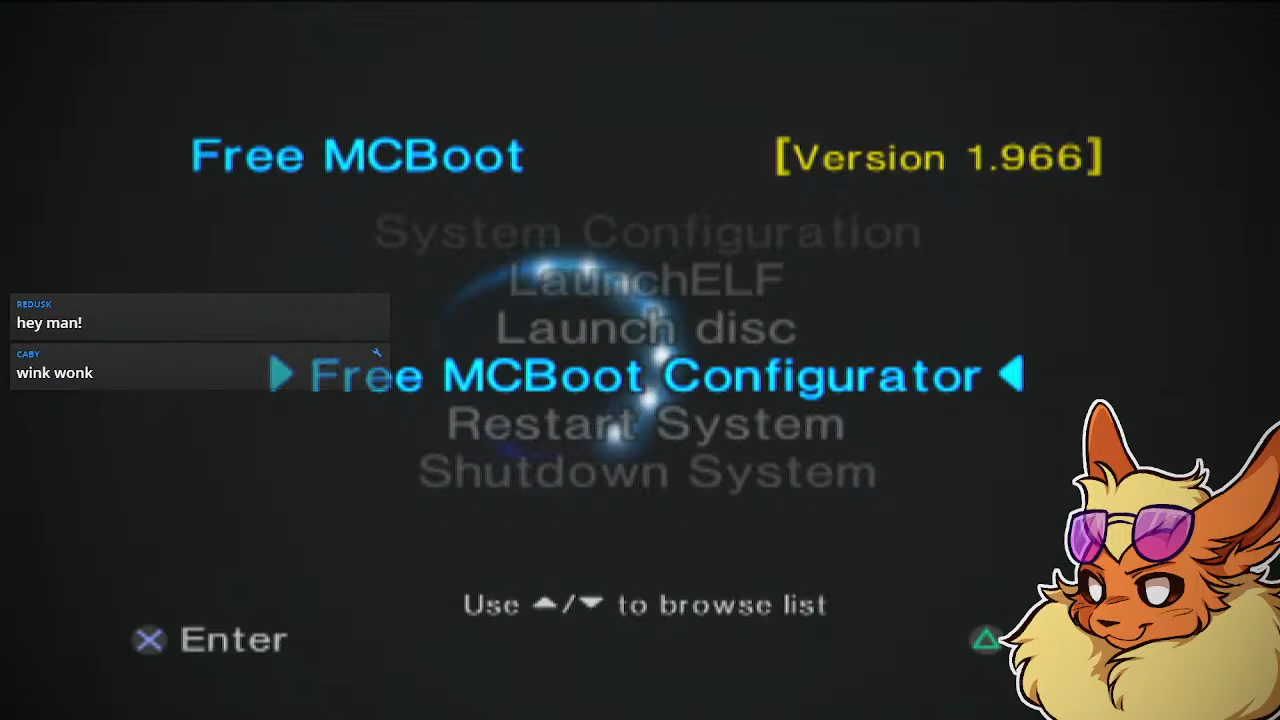 Free MCBoot
[Version 1.966]
System Configuration
LaunchELF
Launch disc
REDUSK
hey man!
CABY
wink wonk
Free MCBoot Configurator
Restart System
Shutdown System
Use ▲/▼ to browse list
Enter